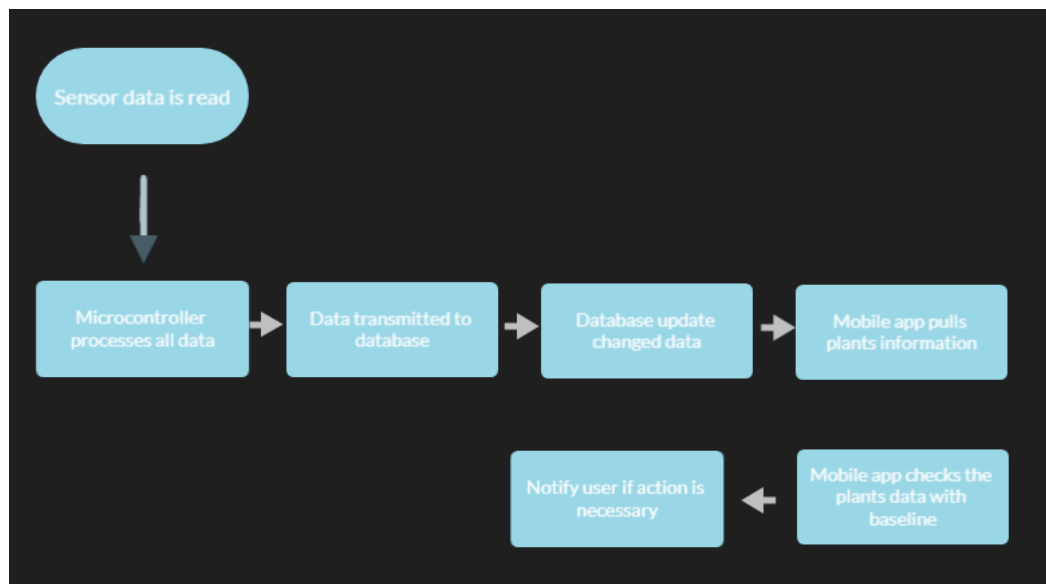 Sensor data is read
Microcontroller
processes all data
Data transmitted to
database
Database update
changed data
Mobile app pulls
plants information
Mobile app checks the
plants data with
baseline
Notify user if action is
necessary